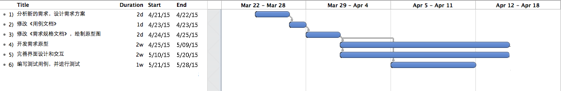 Title Duration Start End Mar 22 – Mar 28 Mar 29 – Apr 4 Apr 5 – Apr 11 Apr 12 – Apr 18
1) 分析新的需求，设计需求方案 2d 4/21/15 4/22/15
2) 修改《用例文档》 1d 4/23/15 4/23/15
3) 修改《需求规格文档》，绘制原型图 2d 4/24/15 4/25/15
4) 开发需求原型 2w 4/25/15 5/09/15
5) 完善界面设计和交互 2w 5/10/15 5/20/15
6) 编写测试用例，并进行测试 1w 5/21/15 5/28/15